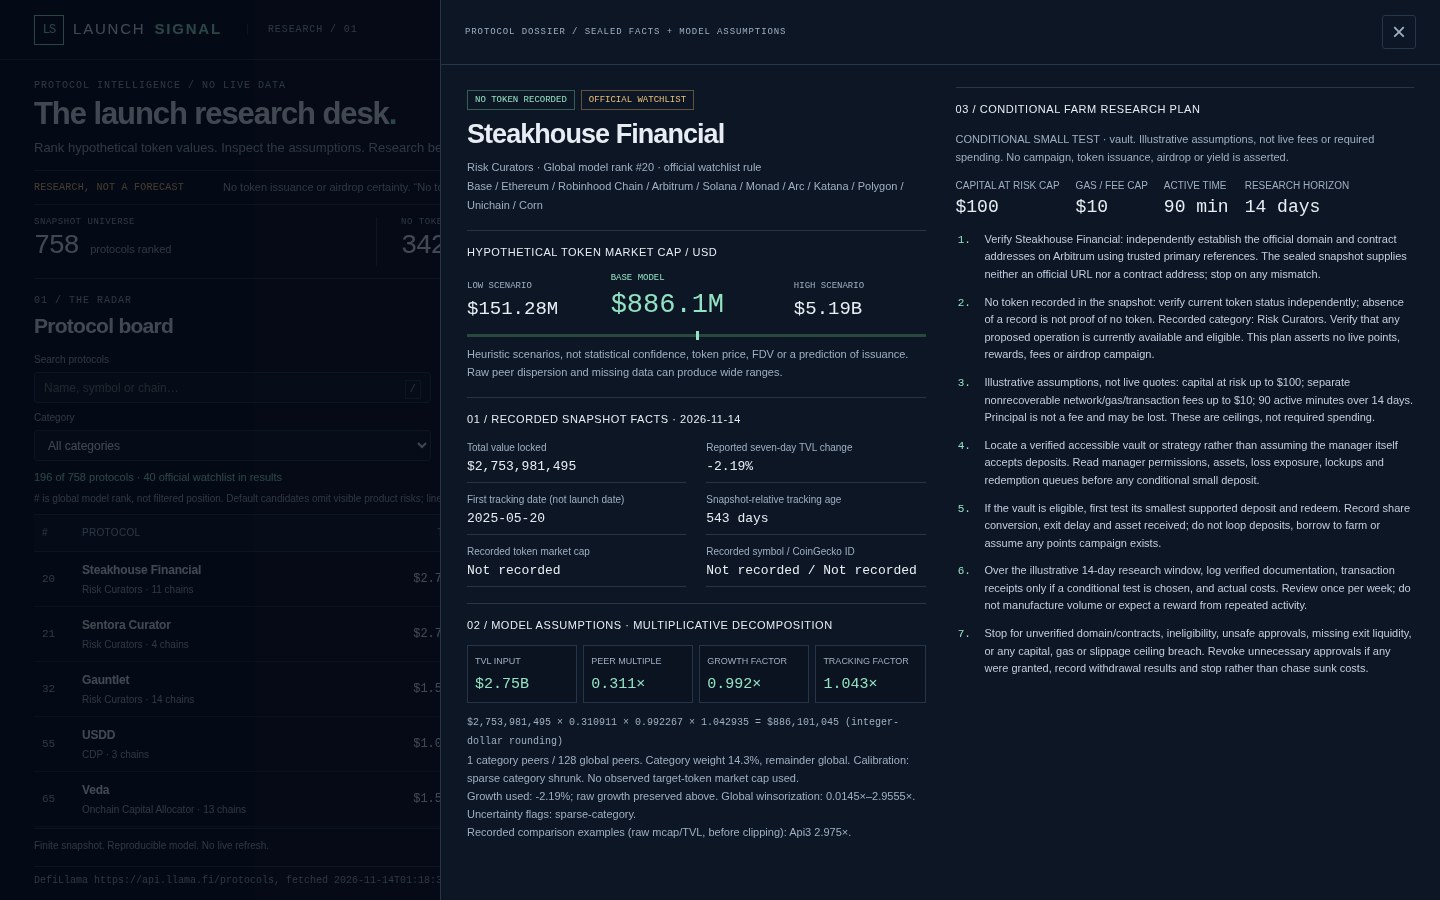 LS LAUNCH SIGNAL RESEARCH / 01
PROTOCOL INTELLIGENCE / NO LIVE DATA
The launch research desk.
Rank hypothetical token values. Inspect the assumptions. Research be
RESEARCH, NOT A FORECAST No token issuance or airdrop certainty. "No to
SNAPSHOT UNIVERSE NO TOKE
758 protocols ranked 342
01 / THE RADAR
Protocol board
Search protocols
Name, symbol or chain… /
Category
All categories
196 of 758 protocols · 40 official watchlist in results
# is global model rank, not filtered position. Default candidates omit visible product risks; line
# PROTOCOL T
20 Steakhouse Financial $2.7
Risk Curators · 11 chains
21 Sentora Curator $2.7
Risk Curators · 4 chains
32 Gauntlet $1.5
Risk Curators · 14 chains
55 USDD $1.0
CDP · 3 chains
65 Veda $1.5
Onchain Capital Allocator · 13 chains
Finite snapshot. Reproducible model. No live refresh.
DefiLlama https://api.llama.fi/protocols, fetched 2026-11-14T01:18:3
PROTOCOL DOSSIER / SEALED FACTS + MODEL ASSUMPTIONS ✕
NO TOKEN RECORDED OFFICIAL WATCHLIST
Steakhouse Financial
Risk Curators · Global model rank #20 · official watchlist rule
Base / Ethereum / Robinhood Chain / Arbitrum / Solana / Monad / Arc / Katana / Polygon /
Unichain / Corn
HYPOTHETICAL TOKEN MARKET CAP / USD
LOW SCENARIO BASE MODEL HIGH SCENARIO
$151.28M $886.1M $5.19B
Heuristic scenarios, not statistical confidence, token price, FDV or a prediction of issuance.
Raw peer dispersion and missing data can produce wide ranges.
01 / RECORDED SNAPSHOT FACTS · 2026-11-14
Total value locked Reported seven-day TVL change
$2,753,981,495 -2.19%
First tracking date (not launch date) Snapshot-relative tracking age
2025-05-20 543 days
Recorded token market cap Recorded symbol / CoinGecko ID
Not recorded Not recorded / Not recorded
02 / MODEL ASSUMPTIONS · MULTIPLICATIVE DECOMPOSITION
TVL INPUT PEER MULTIPLE GROWTH FACTOR TRACKING FACTOR
$2.75B 0.311× 0.992× 1.043×
$2,753,981,495 × 0.310911 × 0.992267 × 1.042935 = $886,101,045 (integer-
dollar rounding)
1 category peers / 128 global peers. Category weight 14.3%, remainder global. Calibration:
sparse category shrunk. No observed target-token market cap used.
Growth used: -2.19%; raw growth preserved above. Global winsorization: 0.0145×–2.9555×.
Uncertainty flags: sparse-category.
Recorded comparison examples (raw mcap/TVL, before clipping): Api3 2.975×.
03 / CONDITIONAL FARM RESEARCH PLAN
CONDITIONAL SMALL TEST · vault. Illustrative assumptions, not live fees or required
spending. No campaign, token issuance, airdrop or yield is asserted.
CAPITAL AT RISK CAP GAS / FEE CAP ACTIVE TIME RESEARCH HORIZON
$100 $10 90 min 14 days
1. Verify Steakhouse Financial: independently establish the official domain and contract
addresses on Arbitrum using trusted primary references. The sealed snapshot supplies
neither an official URL nor a contract address; stop on any mismatch.
2. No token recorded in the snapshot: verify current token status independently; absence
of a record is not proof of no token. Recorded category: Risk Curators. Verify that any
proposed operation is currently available and eligible. This plan asserts no live points,
rewards, fees or airdrop campaign.
3. Illustrative assumptions, not live quotes: capital at risk up to $100; separate
nonrecoverable network/gas/transaction fees up to $10; 90 active minutes over 14 days.
Principal is not a fee and may be lost. These are ceilings, not required spending.
4. Locate a verified accessible vault or strategy rather than assuming the manager itself
accepts deposits. Read manager permissions, assets, loss exposure, lockups and
redemption queues before any conditional small deposit.
5. If the vault is eligible, first test its smallest supported deposit and redeem. Record share
conversion, exit delay and asset received; do not loop deposits, borrow to farm or
assume any points campaign exists.
6. Over the illustrative 14-day research window, log verified documentation, transaction
receipts only if a conditional test is chosen, and actual costs. Review once per week; do
not manufacture volume or expect a reward from repeated activity.
7. Stop for unverified domain/contracts, ineligibility, unsafe approvals, missing exit liquidity,
or any capital, gas or slippage ceiling breach. Revoke unnecessary approvals if any
were granted, record withdrawal results and stop rather than chase sunk costs.